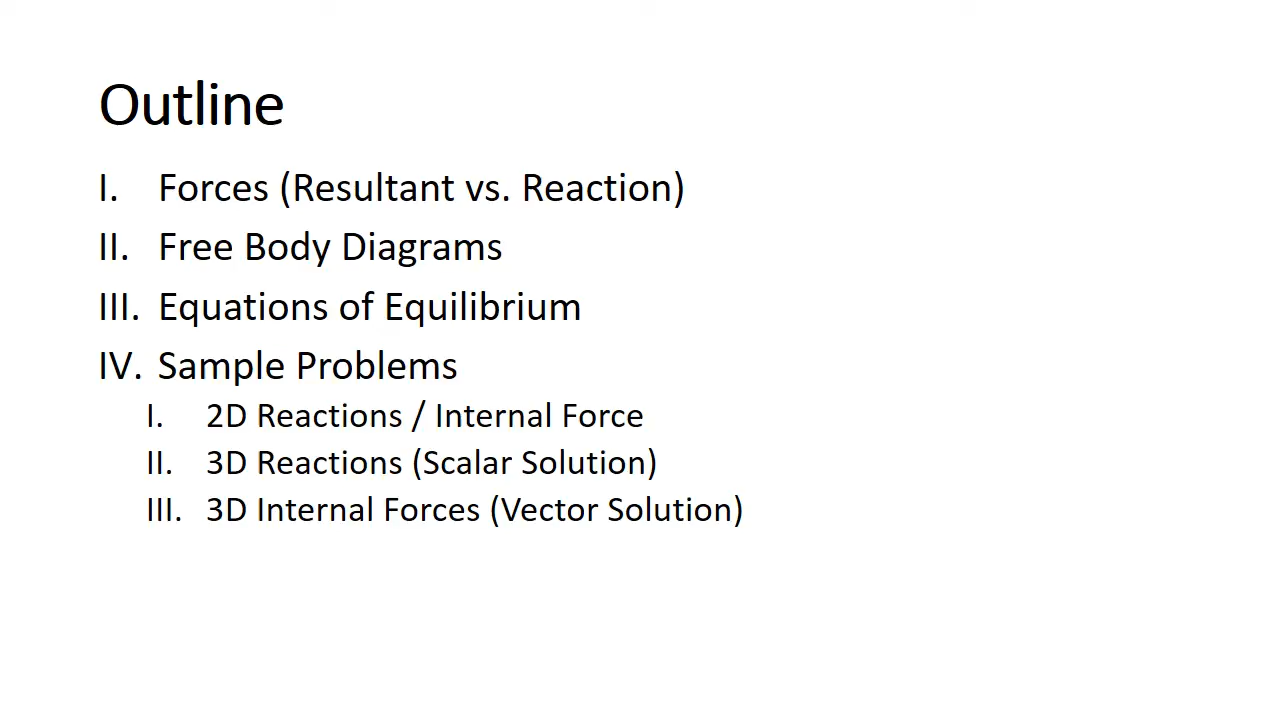 Outline
I. Forces (Resultant vs. Reaction)
II. Free Body Diagrams
III. Equations of Equilibrium
IV. Sample Problems
I. 2D Reactions / Internal Force
II. 3D Reactions (Scalar Solution)
III. 3D Internal Forces (Vector Solution)